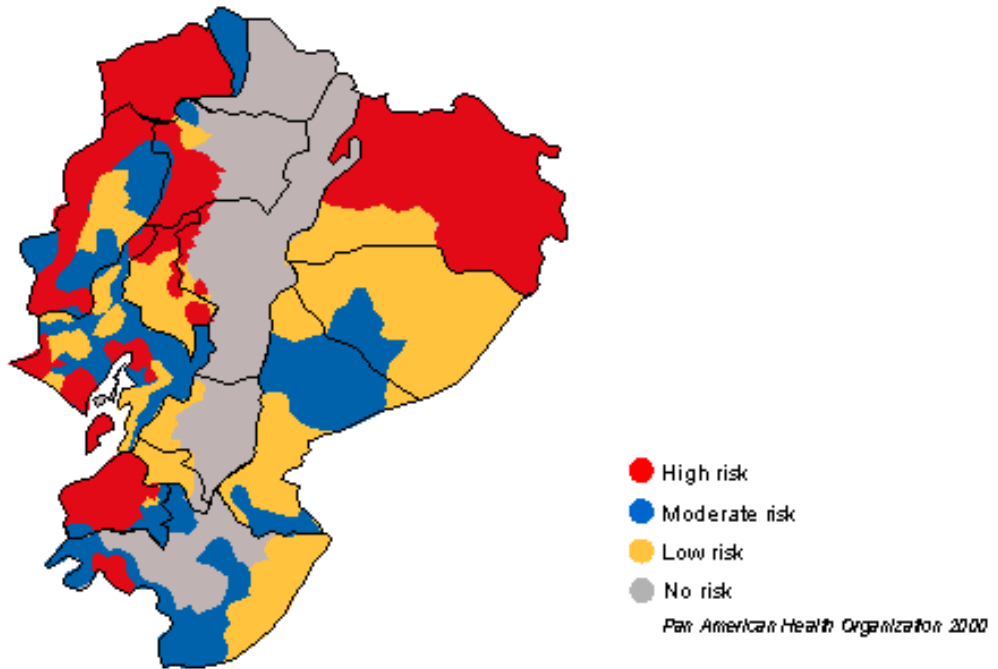 High risk
Moderate risk
Low risk
No risk
Pan American Health Organization 2000